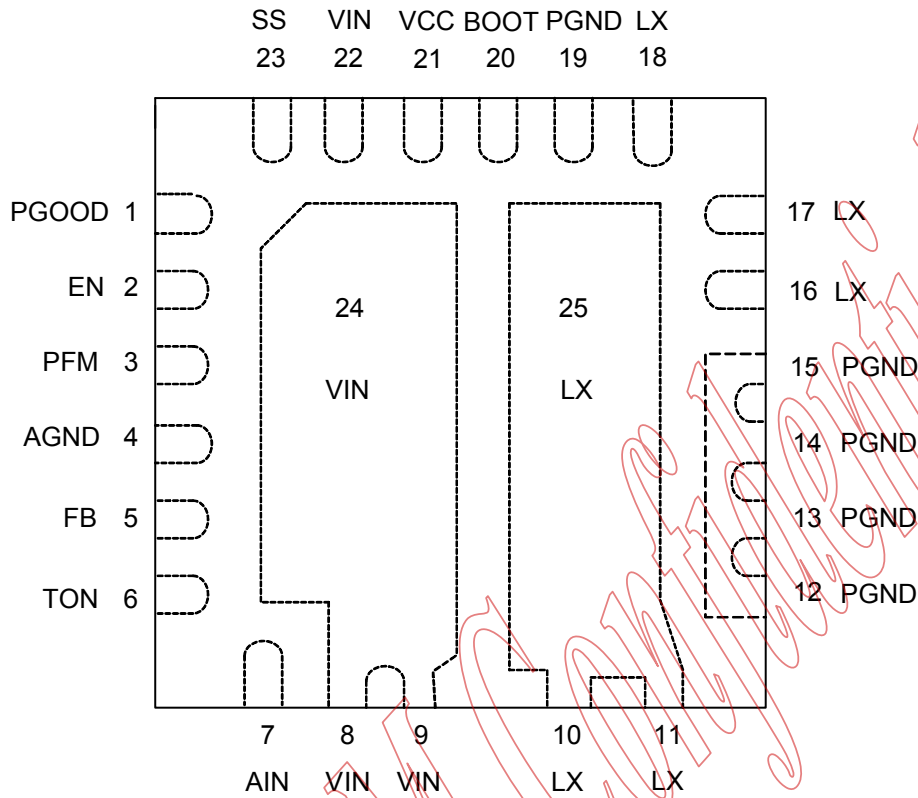 SS VIN VCC BOOT PGND LX
23 22 21 20 19 18
PGOOD 1
17 LX
EN 2
16 LX
24
25
PFM 3
15 PGND
VIN
LX
AGND 4
14 PGND
FB 5
13 PGND
TON 6
12 PGND
7 8 9 10 11
AIN VIN VIN LX LX